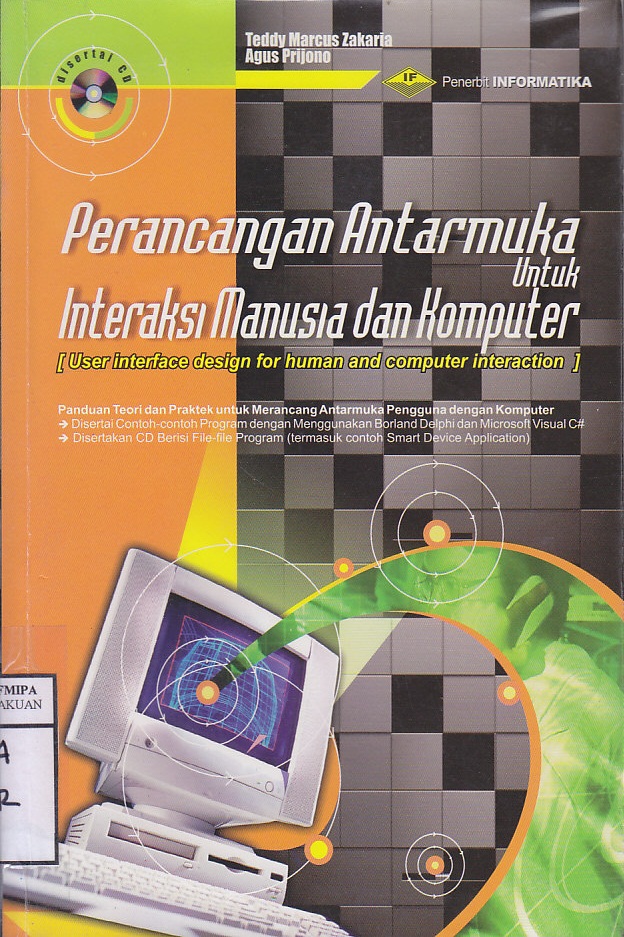 Teddy Marcus Zakaria
Agus Prijono
disertai CD
IF
Penerbit INFORMATIKA
Perancangan Antarmuka
Untuk
Interaksi Manusia dan Komputer
[ User interface design for human and computer interaction ]
Panduan Teori dan Praktek untuk Merancang Antarmuka Pengguna dengan Komputer
➔ Disertai Contoh-contoh Program dengan Menggunakan Borland Delphi dan Microsoft Visual C#
➔ Disertakan CD Berisi File-file Program (termasuk contoh Smart Device Application)
FMIPA
AKUAN
A
R